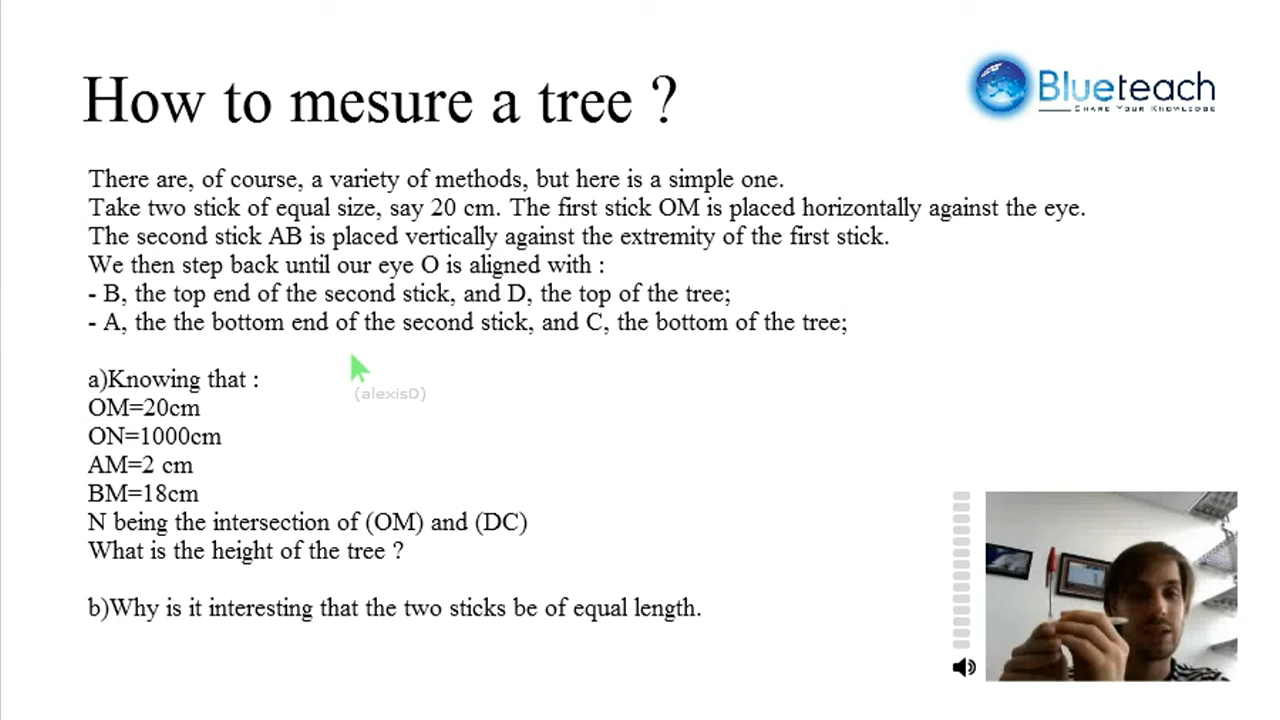 How to mesure a tree ?
Blueteach
SHARE YOUR KNOWLEDGE
There are, of course, a variety of methods, but here is a simple one.
Take two stick of equal size, say 20 cm. The first stick OM is placed horizontally against the eye.
The second stick AB is placed vertically against the extremity of the first stick.
We then step back until our eye O is aligned with :
- B, the top end of the second stick, and D, the top of the tree;
- A, the the bottom end of the second stick, and C, the bottom of the tree;
(alexisD)
a)Knowing that :
OM=20cm
ON=1000cm
AM=2 cm
BM=18cm
N being the intersection of (OM) and (DC)
What is the height of the tree ?
b)Why is it interesting that the two sticks be of equal length.